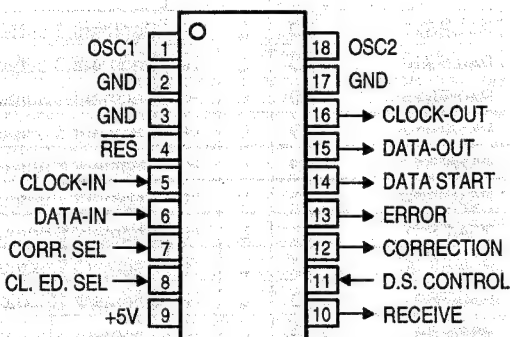 OSC1 1
GND 2
GND 3
RES 4
CLOCK-IN 5
DATA-IN 6
CORR. SEL 7
CL. ED. SEL 8
+5V 9
18 OSC2
17 GND
16 CLOCK-OUT
15 DATA-OUT
14 DATA START
13 ERROR
12 CORRECTION
11 D.S. CONTROL
10 RECEIVE